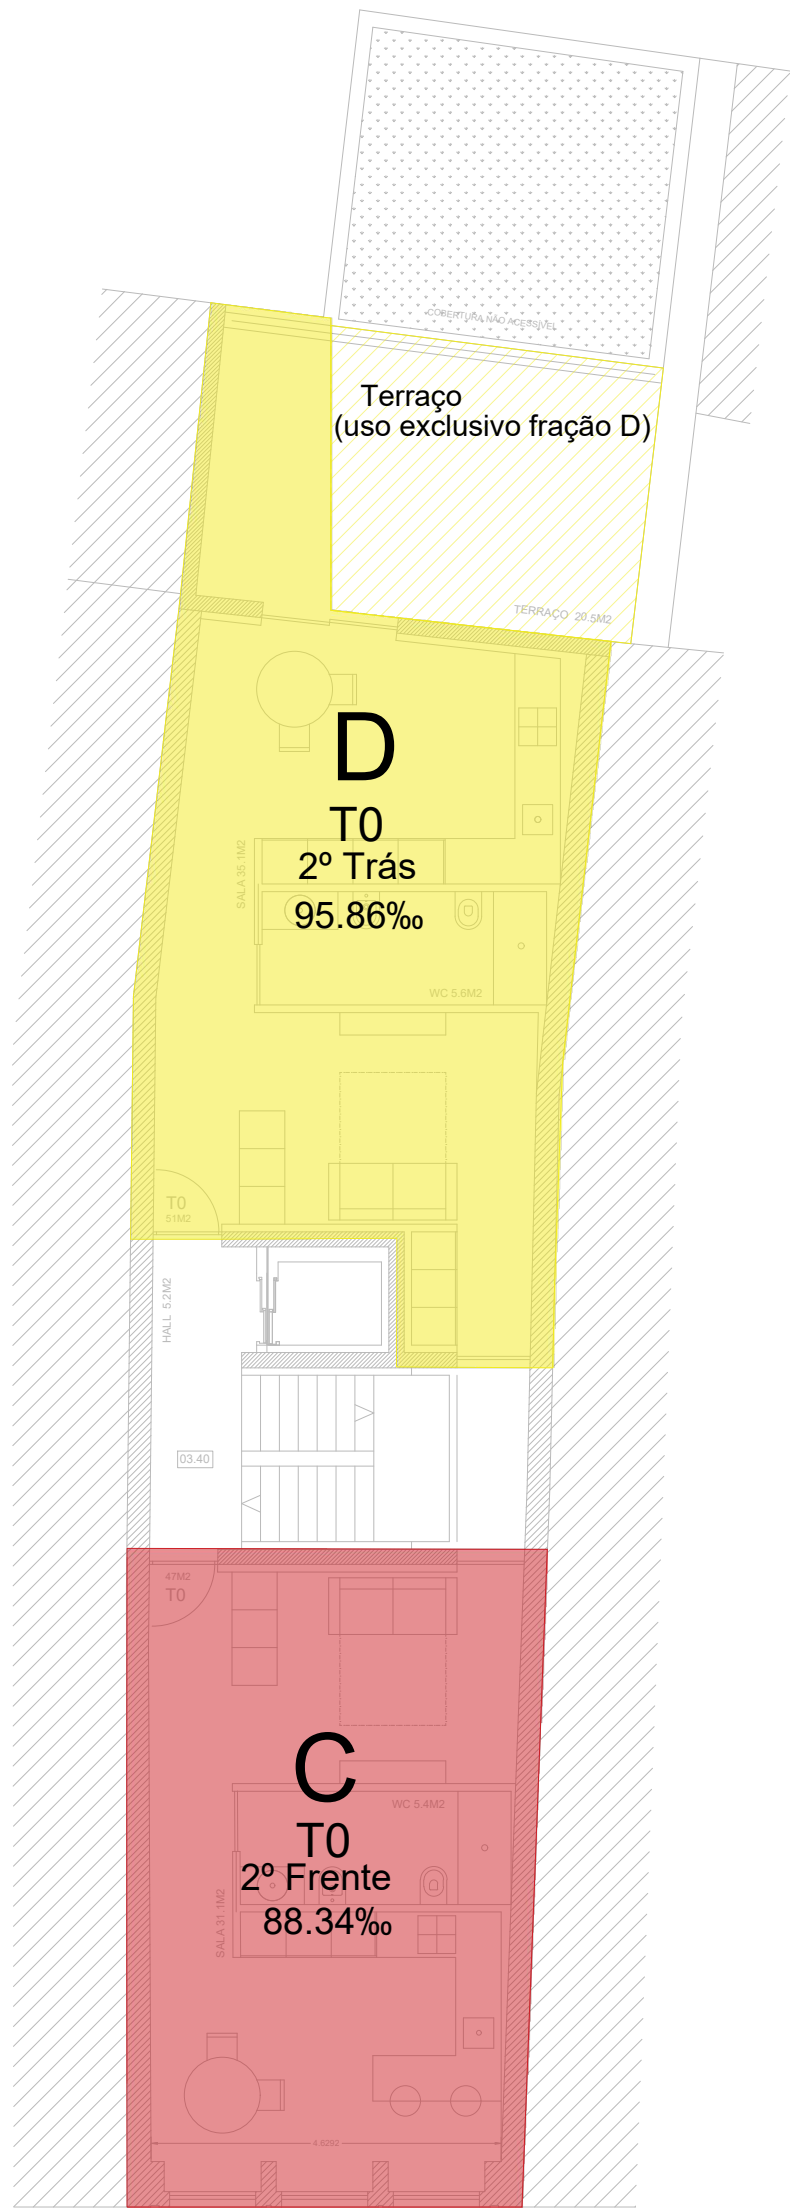 COBERTURA NÃO ACESSÍVEL
Terraço
(uso exclusivo fração D)
TERRAÇO 20.5M2
D
T0
2º Trás
95.86‰
SALA 35.1M2
WC 5.6M2
T0
51M2
HALL 5.2M2
03.40
47M2
T0
C
T0
2º Frente
88.34‰
WC 5.4M2
SALA 31.1M2
4.6292